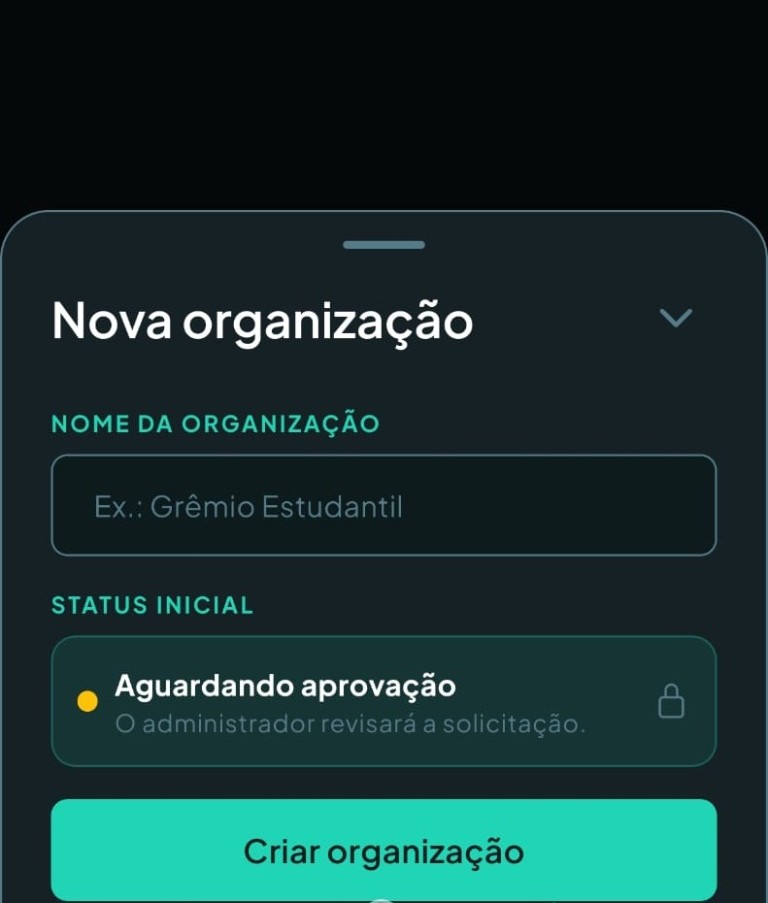 Nova organização
NOME DA ORGANIZAÇÃO
Ex.: Grêmio Estudantil
STATUS INICIAL
Aguardando aprovação
O administrador revisará a solicitação.
Criar organização